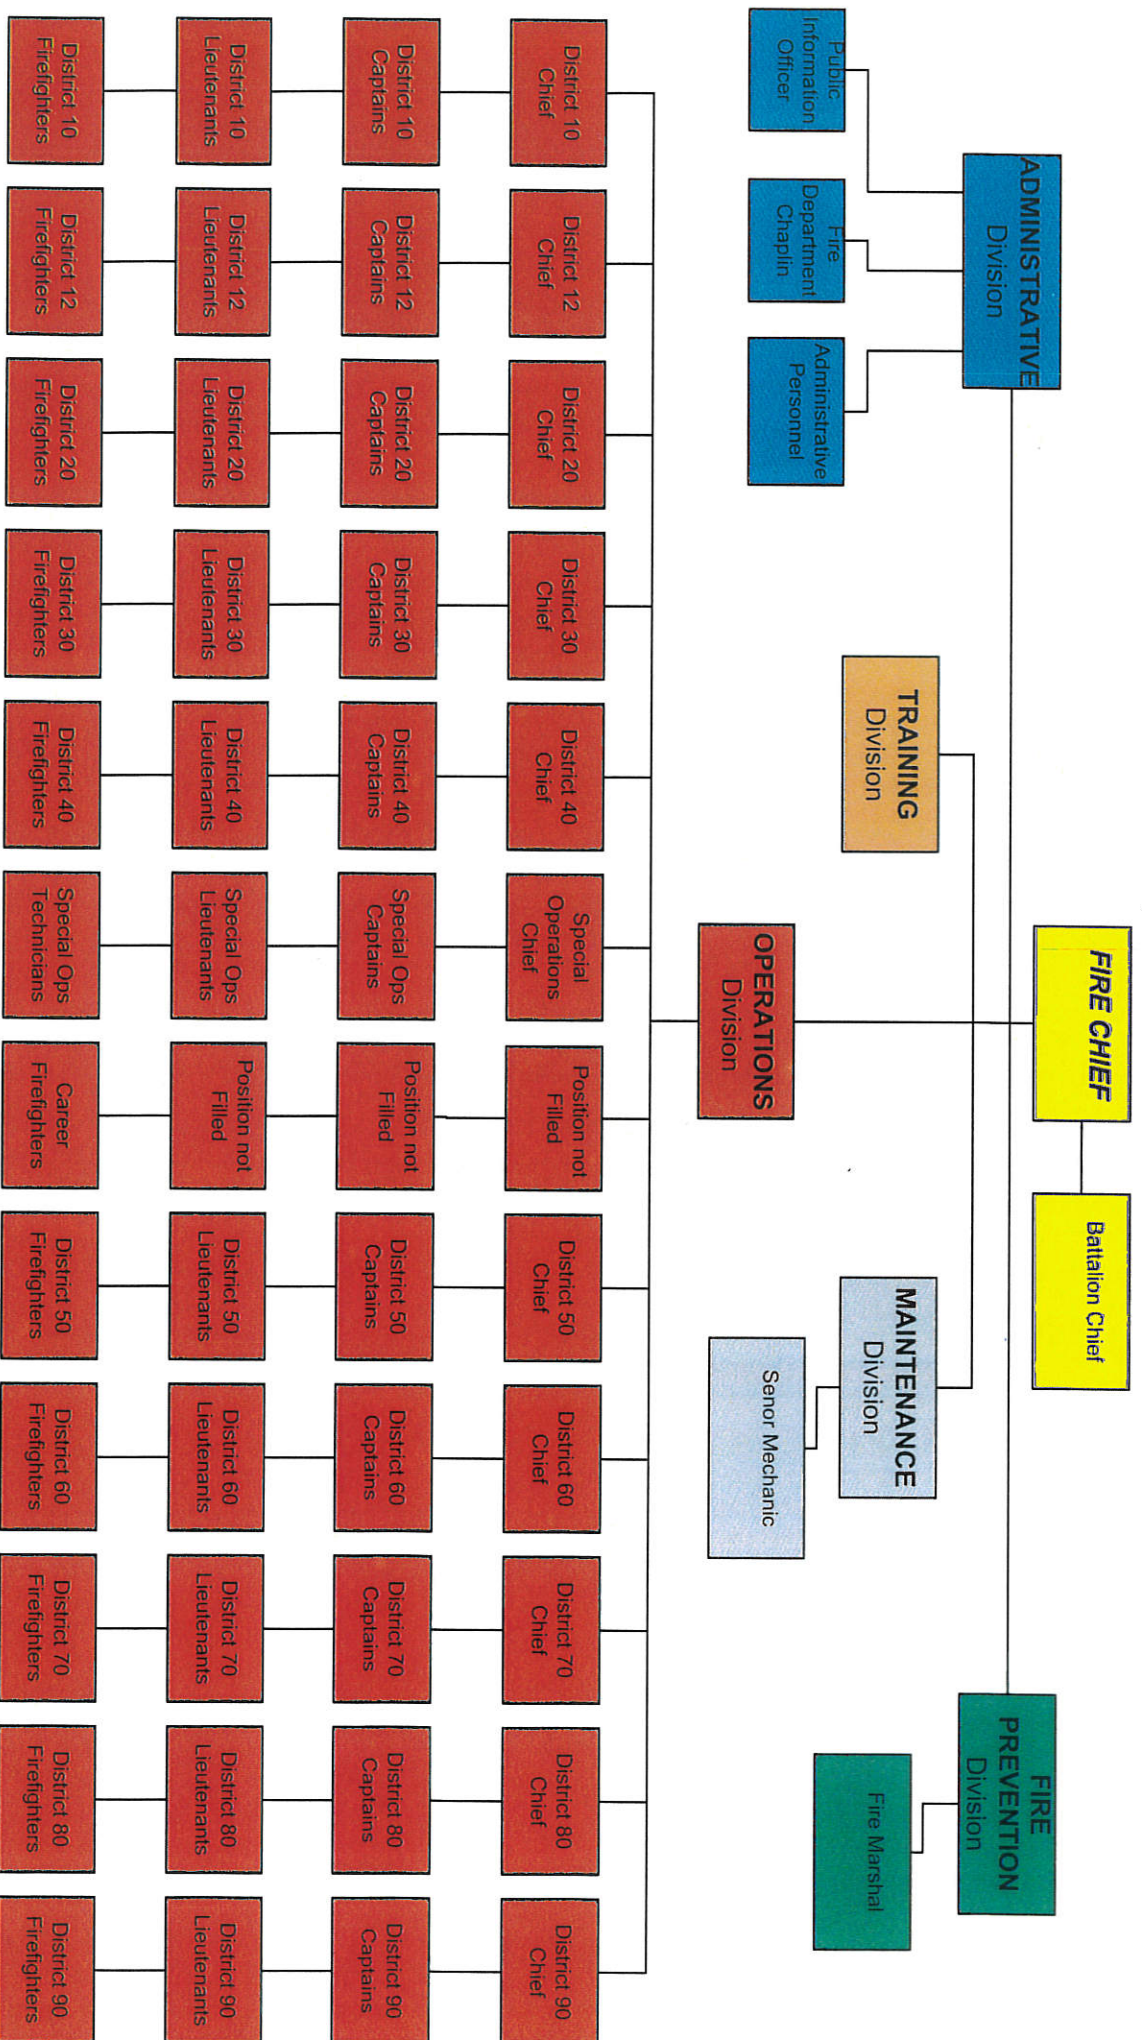 FIRE CHIEF
Battalion Chief
ADMINISTRATIVE
Division
FIRE
PREVENTION
Division
Public
Information
Officer
Fire
Department
Chaplin
Administrative
Personnel
TRAINING
Division
MAINTENANCE
Division
Senor Mechanic
Fire Marshal
OPERATIONS
Division
District 10
Chief
District 12
Chief
District 20
Chief
District 30
Chief
District 40
Chief
Special
Operations
Chief
Position not
Filled
District 50
Chief
District 60
Chief
District 70
Chief
District 80
Chief
District 90
Chief
District 10
Captains
District 12
Captains
District 20
Captains
District 30
Captains
District 40
Captains
Special Ops
Captains
Position not
Filled
District 50
Captains
District 60
Captains
District 70
Captains
District 80
Captains
District 90
Captains
District 10
Lieutenants
District 12
Lieutenants
District 20
Lieutenants
District 30
Lieutenants
District 40
Lieutenants
Special Ops
Lieutenants
Position not
Filled
District 50
Lieutenants
District 60
Lieutenants
District 70
Lieutenants
District 80
Lieutenants
District 90
Lieutenants
District 10
Firefighters
District 12
Firefighters
District 20
Firefighters
District 30
Firefighters
District 40
Firefighters
Special Ops
Technicians
Career
Firefighters
District 50
Firefighters
District 60
Firefighters
District 70
Firefighters
District 80
Firefighters
District 90
Firefighters